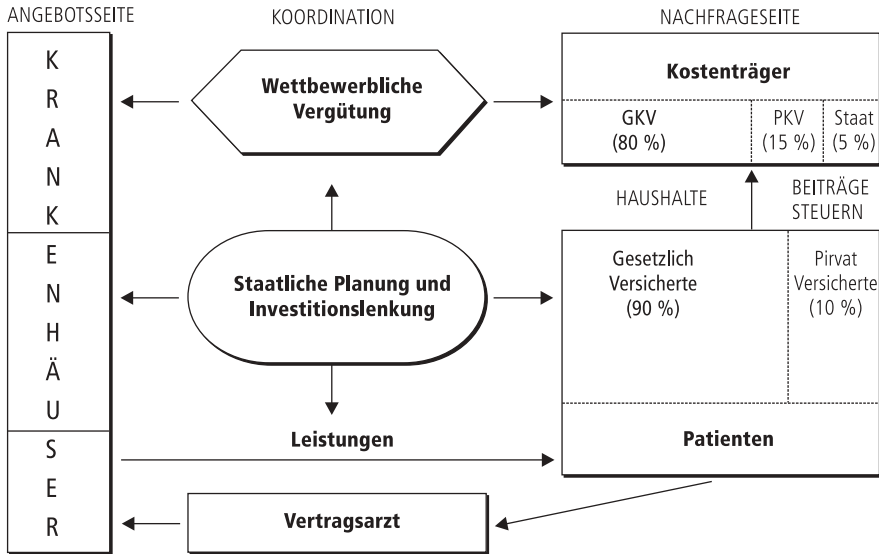 ANGEBOTSSEITE
KOORDINATION
NACHFRAGESEITE
K
R
A
N
K
E
N
H
Ä
U
S
E
R
Wettbewerbliche
Vergütung
Kostenträger
GKV
(80 %)
PKV
(15 %)
Staat
(5 %)
HAUSHALTE
BEITRÄGE
STEUERN
Staatliche Planung und
Investitionslenkung
Gesetzlich
Versicherte
(90 %)
Pirvat
Versicherte
(10 %)
Leistungen
Patienten
Vertragsarzt